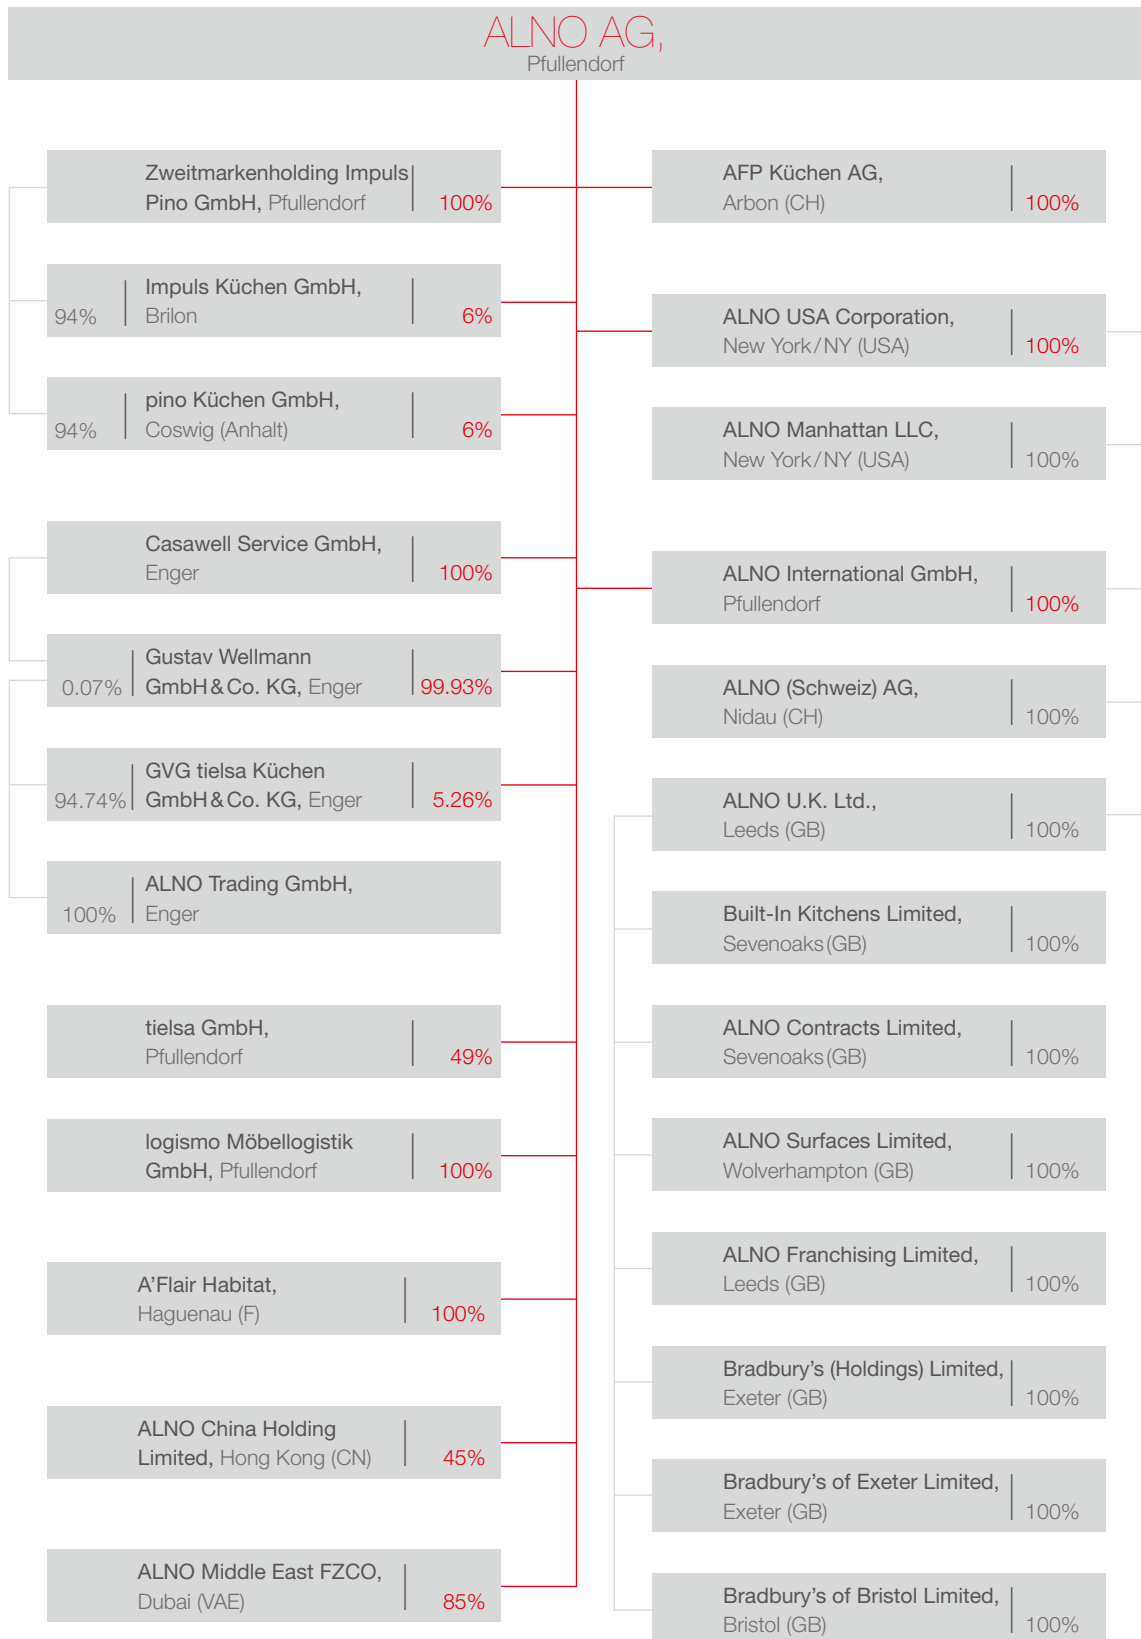 ALNO AG,
Pfullendorf
Zweitmarkenholding Impuls
Pino GmbH, Pfullendorf 100%
Impuls Küchen GmbH,
94% Brilon 6%
pino Küchen GmbH,
94% Coswig (Anhalt) 6%
Casawell Service GmbH,
Enger 100%
Gustav Wellmann
0.07% GmbH & Co. KG, Enger 99.93%
GVG tielsa Küchen
94.74% GmbH & Co. KG, Enger 5.26%
ALNO Trading GmbH,
100% Enger
tielsa GmbH,
Pfullendorf 49%
logismo Möbellogistik
GmbH, Pfullendorf 100%
A’Flair Habitat,
Haguenau (F) 100%
ALNO China Holding
Limited, Hong Kong (CN) 45%
ALNO Middle East FZCO,
Dubai (VAE) 85%
AFP Küchen AG,
Arbon (CH) 100%
ALNO USA Corporation,
New York/NY (USA) 100%
ALNO Manhattan LLC,
New York/NY (USA) 100%
ALNO International GmbH,
Pfullendorf 100%
ALNO (Schweiz) AG,
Nidau (CH) 100%
ALNO U.K. Ltd.,
Leeds (GB) 100%
Built-In Kitchens Limited,
Sevenoaks (GB) 100%
ALNO Contracts Limited,
Sevenoaks (GB) 100%
ALNO Surfaces Limited,
Wolverhampton (GB) 100%
ALNO Franchising Limited,
Leeds (GB) 100%
Bradbury’s (Holdings) Limited,
Exeter (GB) 100%
Bradbury’s of Exeter Limited,
Exeter (GB) 100%
Bradbury’s of Bristol Limited,
Bristol (GB) 100%